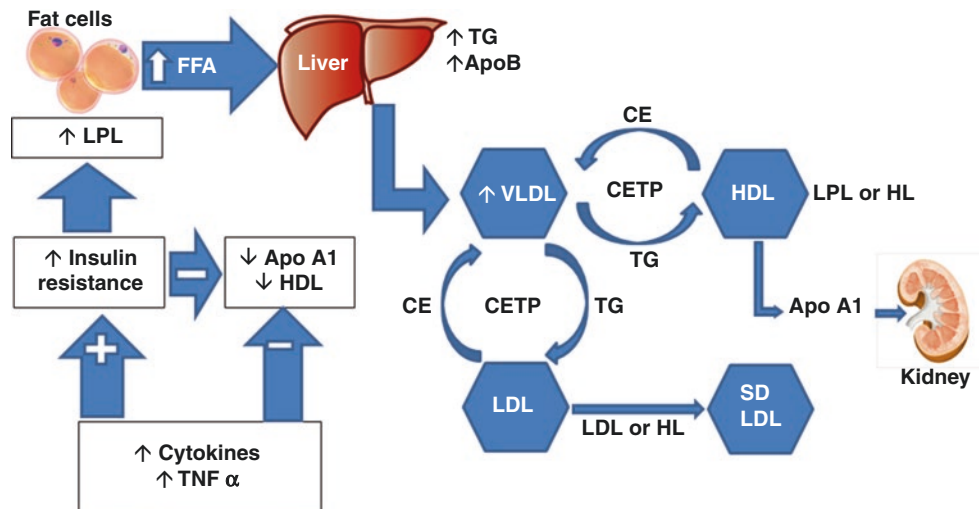 Fat cells
↑ FFA
Liver
↑ TG
↑ ApoB
↑ LPL
CE
↑ VLDL
CETP
HDL
LPL or HL
TG
↑ Insulin
resistance
↓ Apo A1
↓ HDL
CE
CETP
TG
Apo A1
Kidney
+
−
−
LDL
SD
LDL
LDL or HL
↑ Cytokines
↑ TNF α